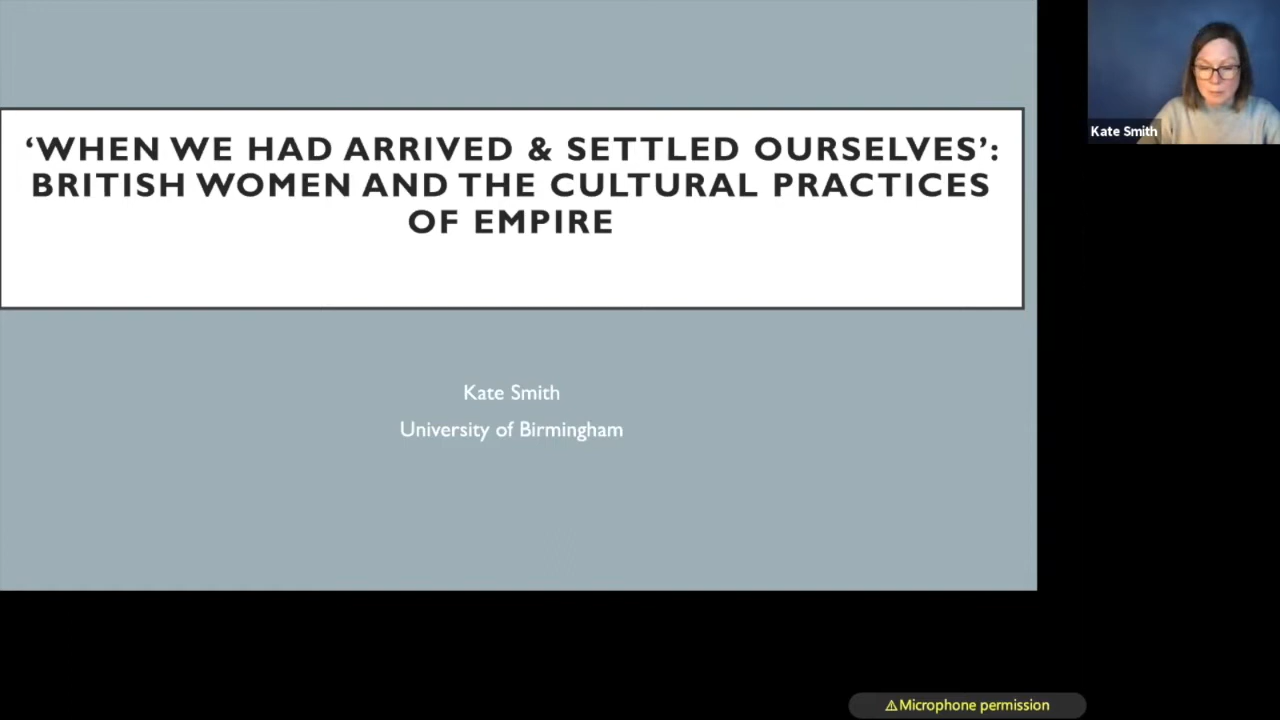 ‘WHEN WE HAD ARRIVED & SETTLED OURSELVES’:
BRITISH WOMEN AND THE CULTURAL PRACTICES
OF EMPIRE
Kate Smith
University of Birmingham
Kate Smith
⚠Microphone permission